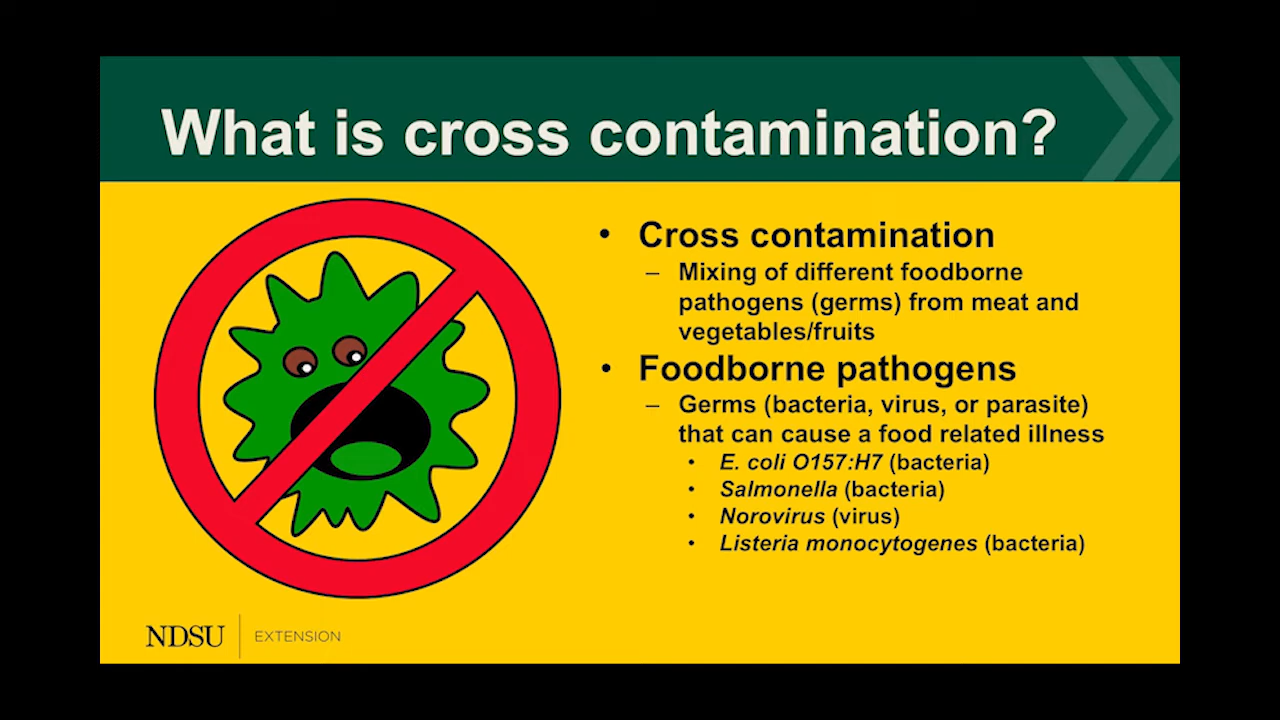 What is cross contamination?
• Cross contamination
– Mixing of different foodborne
pathogens (germs) from meat and
vegetables/fruits
• Foodborne pathogens
– Germs (bacteria, virus, or parasite)
that can cause a food related illness
• E. coli O157:H7 (bacteria)
• Salmonella (bacteria)
• Norovirus (virus)
• Listeria monocytogenes (bacteria)
NDSU EXTENSION